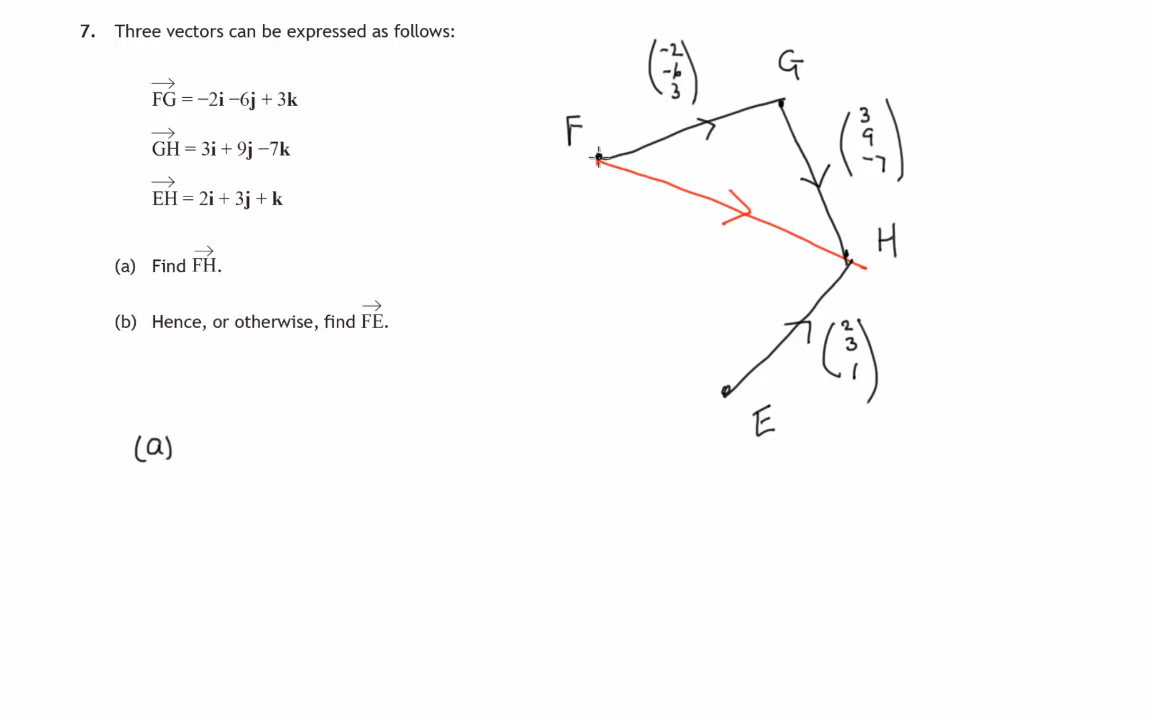 7. Three vectors can be expressed as follows:
FG = −2i −6j + 3k
GH = 3i + 9j −7k
EH = 2i + 3j + k
(a) Find FH.
(b) Hence, or otherwise, find FE.
(a)
F
-2
-6
3
G
3
9
-7
H
2
3
1
E